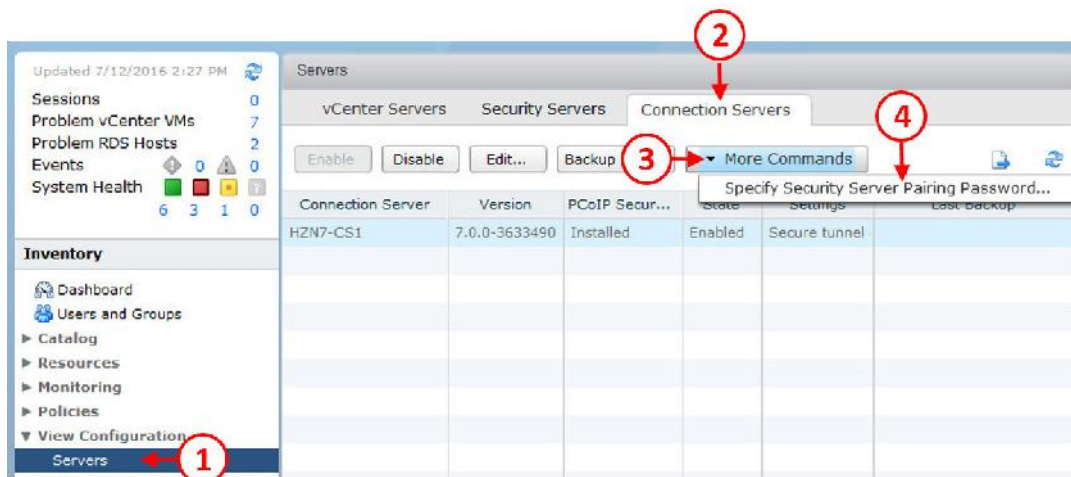 2
Updated 7/12/2016 2:27 PM
Sessions 0
Problem vCenter VMs 7
Problem RDS Hosts 2
Events 0 0
System Health
6 3 1 0
Servers
vCenter Servers Security Servers Connection Servers
4
Enable Disable Edit... Backup 3 More Commands
Specify Security Server Pairing Password...
Connection Server Version PCoIP Secur... State Settings Last Backup
HZN7-CS1 7.0.0-3633490 Installed Enabled Secure tunnel
Inventory
Dashboard
Users and Groups
Catalog
Resources
Monitoring
Policies
View Configuration
Servers 1